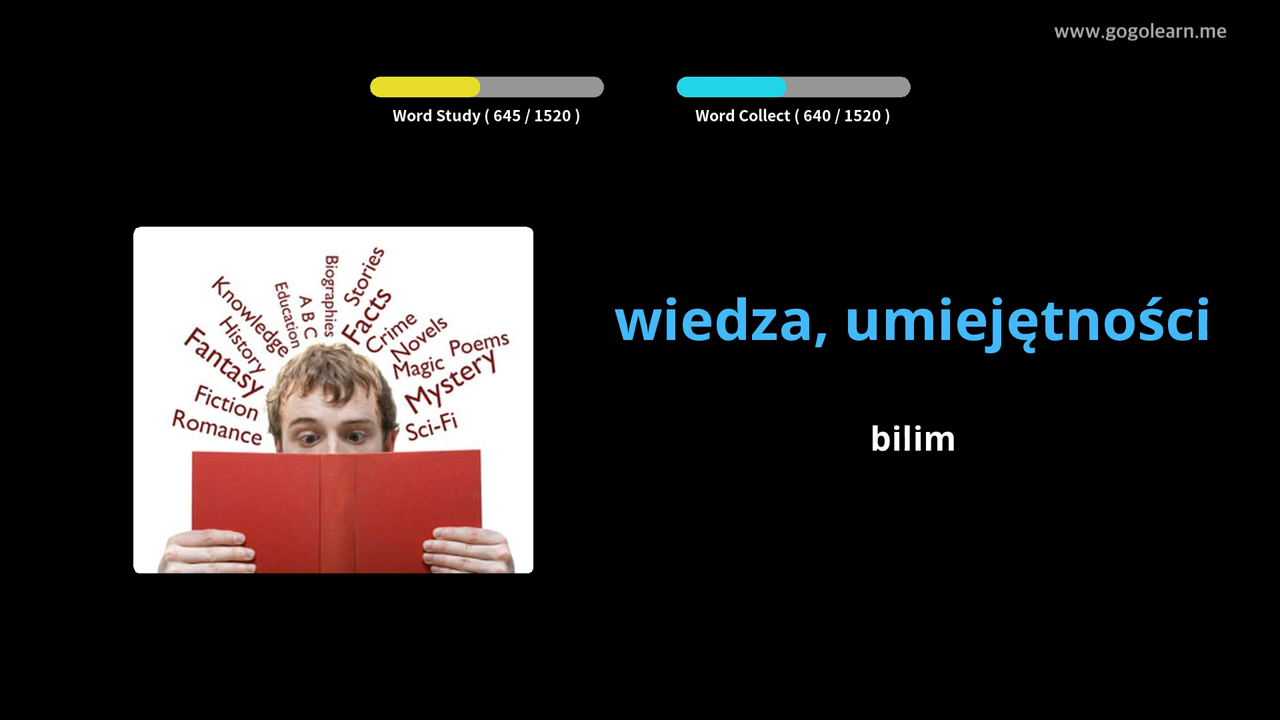 www.gogolearn.me
Word Study ( 645 / 1520 )
Word Collect ( 640 / 1520 )
Stories
Biographies
Facts
A B C
Education
Knowledge
History
Crime
Novels
Poems
Fantasy
Magic
Mystery
Fiction
Romance
Sci-Fi
wiedza, umiejętności
bilim